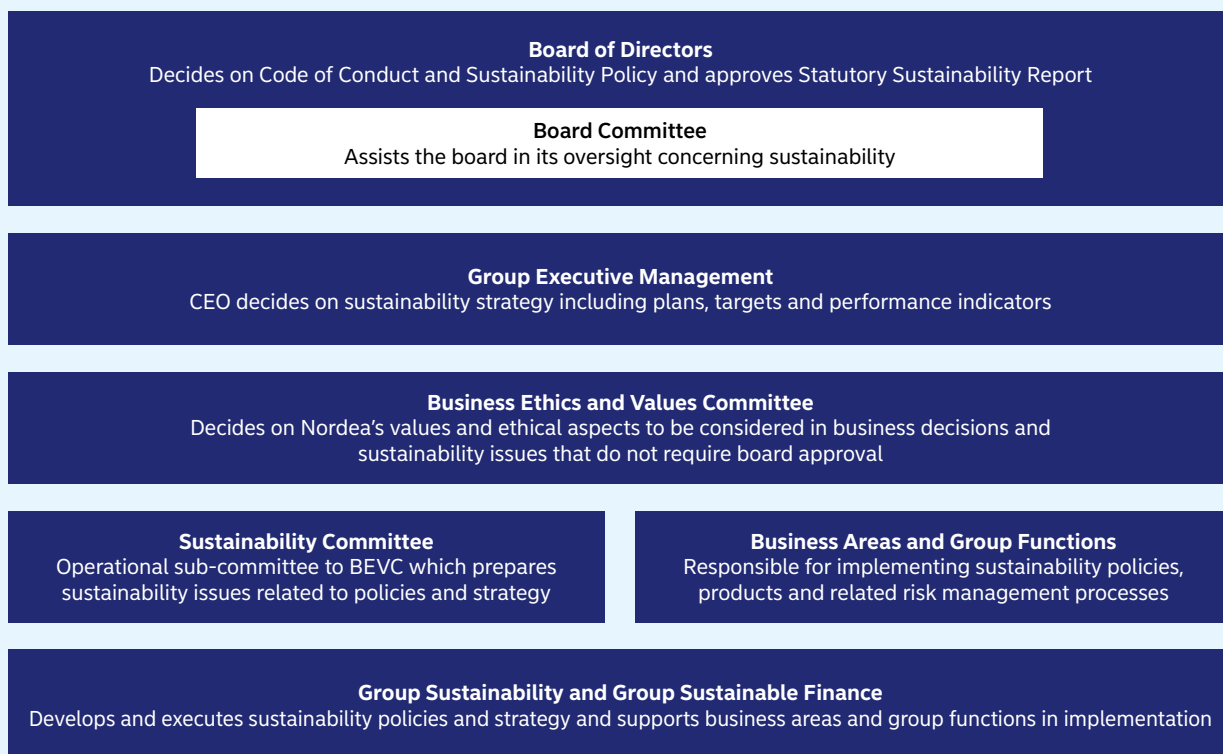 Board of Directors
Decides on Code of Conduct and Sustainability Policy and approves Statutory Sustainability Report
Board Committee
Assists the board in its oversight concerning sustainability
Group Executive Management
CEO decides on sustainability strategy including plans, targets and performance indicators
Business Ethics and Values Committee
Decides on Nordea’s values and ethical aspects to be considered in business decisions and
sustainability issues that do not require board approval
Sustainability Committee
Operational sub-committee to BEVC which prepares
sustainability issues related to policies and strategy
Business Areas and Group Functions
Responsible for implementing sustainability policies,
products and related risk management processes
Group Sustainability and Group Sustainable Finance
Develops and executes sustainability policies and strategy and supports business areas and group functions in implementation